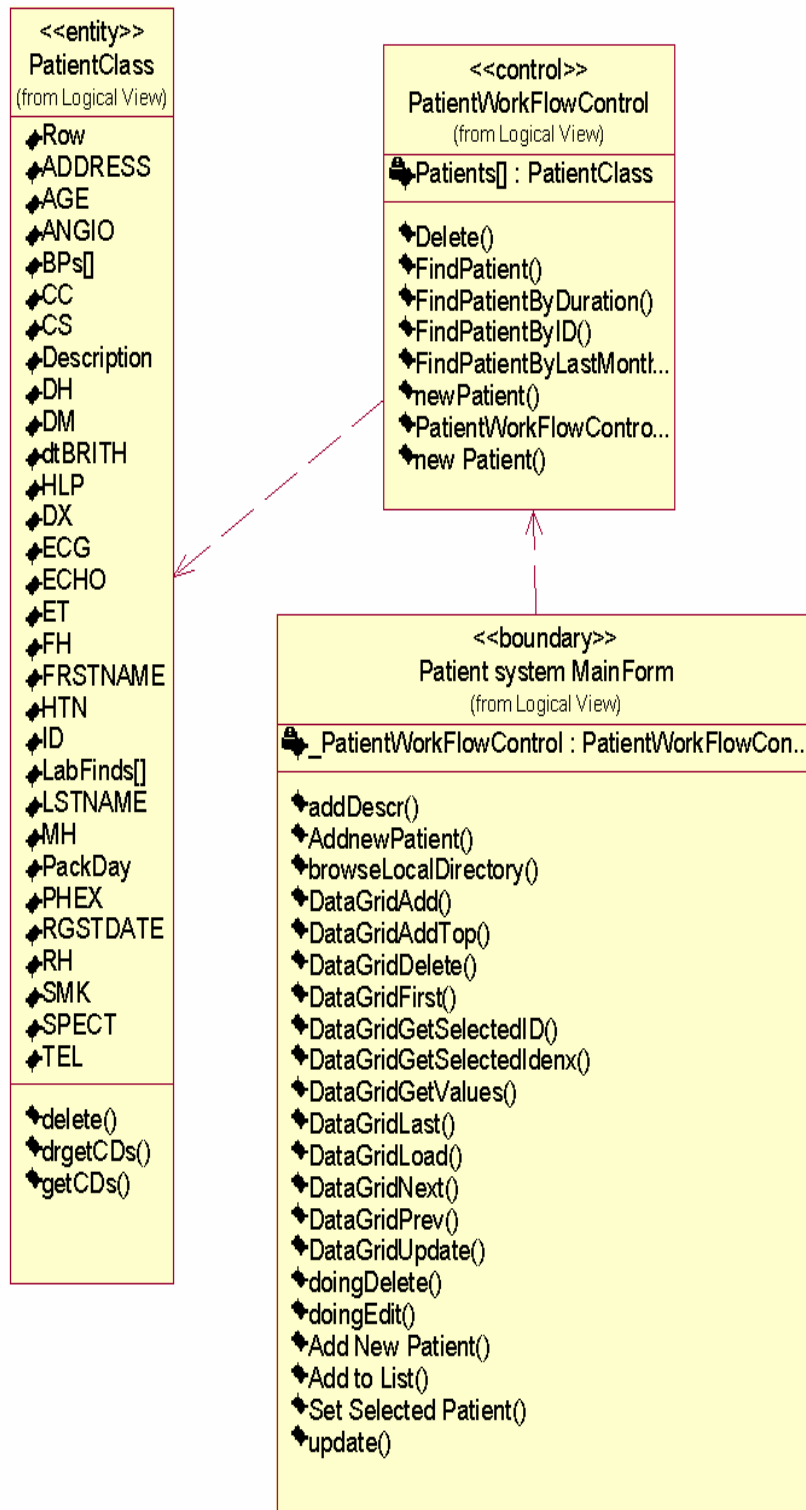 <<entity>>
PatientClass
(from Logical View)
Row
ADDRESS
AGE
ANGIO
BPs[]
CC
CS
Description
DH
DM
dtBRITH
HLP
DX
ECG
ECHO
ET
FH
FRSTNAME
HTN
ID
LabFinds[]
LSTNAME
MH
PackDay
PHEX
RGSTDATE
RH
SMK
SPECT
TEL
delete()
drgetCDs()
getCDs()
<<control>>
PatientWorkFlowControl
(from Logical View)
Patients[] : PatientClass
Delete()
FindPatient()
FindPatientByDuration()
FindPatientByID()
FindPatientByLastMonth...
newPatient()
PatientWorkFlowContro...
new Patient()
<<boundary>>
Patient system MainForm
(from Logical View)
_PatientWorkFlowControl : PatientWorkFlowCon...
addDescr()
AddnewPatient()
browseLocalDirectory()
DataGridAdd()
DataGridAddTop()
DataGridDelete()
DataGridFirst()
DataGridGetSelectedID()
DataGridGetSelectedIdenx()
DataGridGetValues()
DataGridLast()
DataGridLoad()
DataGridNext()
DataGridPrev()
DataGridUpdate()
doingDelete()
doingEdit()
Add New Patient()
Add to List()
Set Selected Patient()
update()